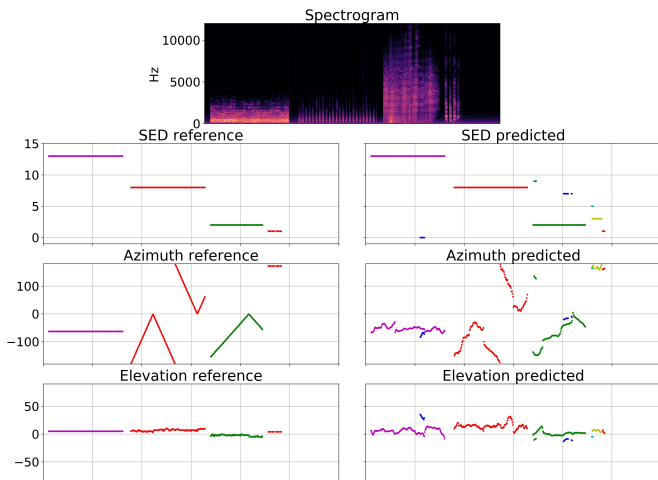 Spectrogram
10000
5000
0
Hz
SED reference
SED predicted
15
10
5
0
Azimuth reference
Azimuth predicted
100
0
−100
Elevation reference
Elevation predicted
50
0
−50